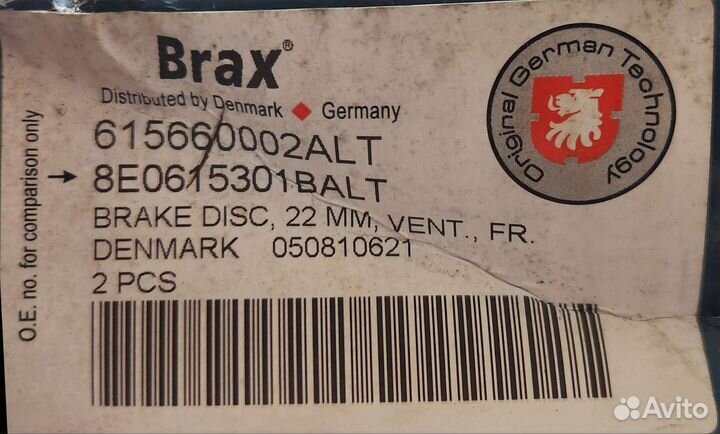 Brax®
Distributed by Denmark ◆ Germany
615660002ALT
8E0615301BALT
BRAKE DISC, 22 MM, VENT., FR.
DENMARK 050810621
2 PCS
O.E. no. for comparison only →
Original German Technology
Avito